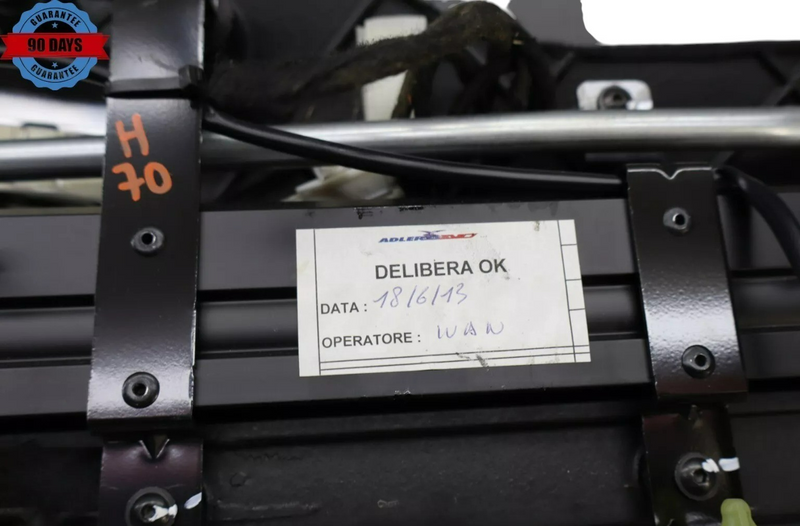 GUARANTEE
90 DAYS
GUARANTEE
H
70
ADLER
DELIBERA OK
DATA : 18/6/13
OPERATORE : IVAN